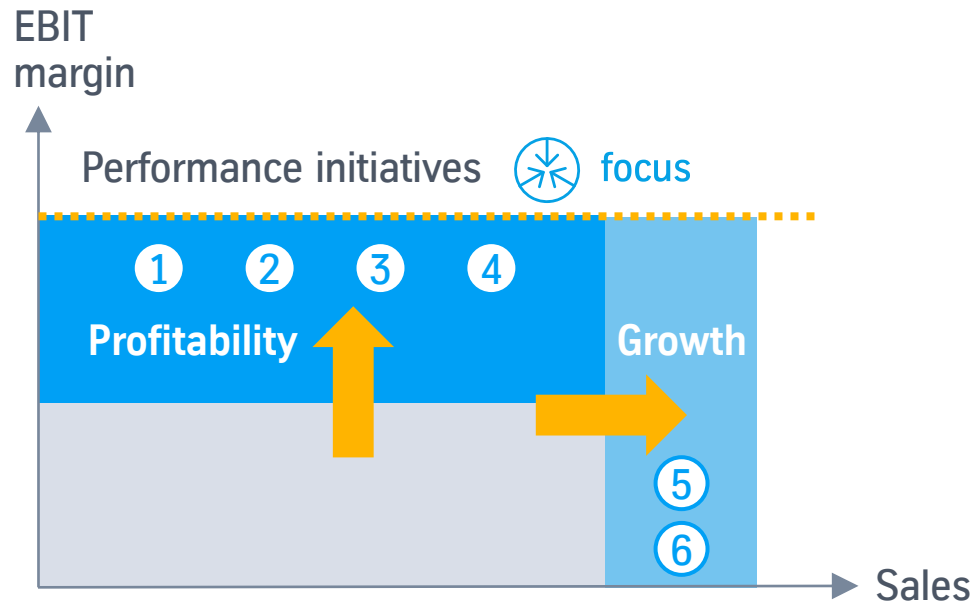 EBIT
margin
Performance initiatives focus
1 2 3 4
Profitability
Growth
5
6
Sales